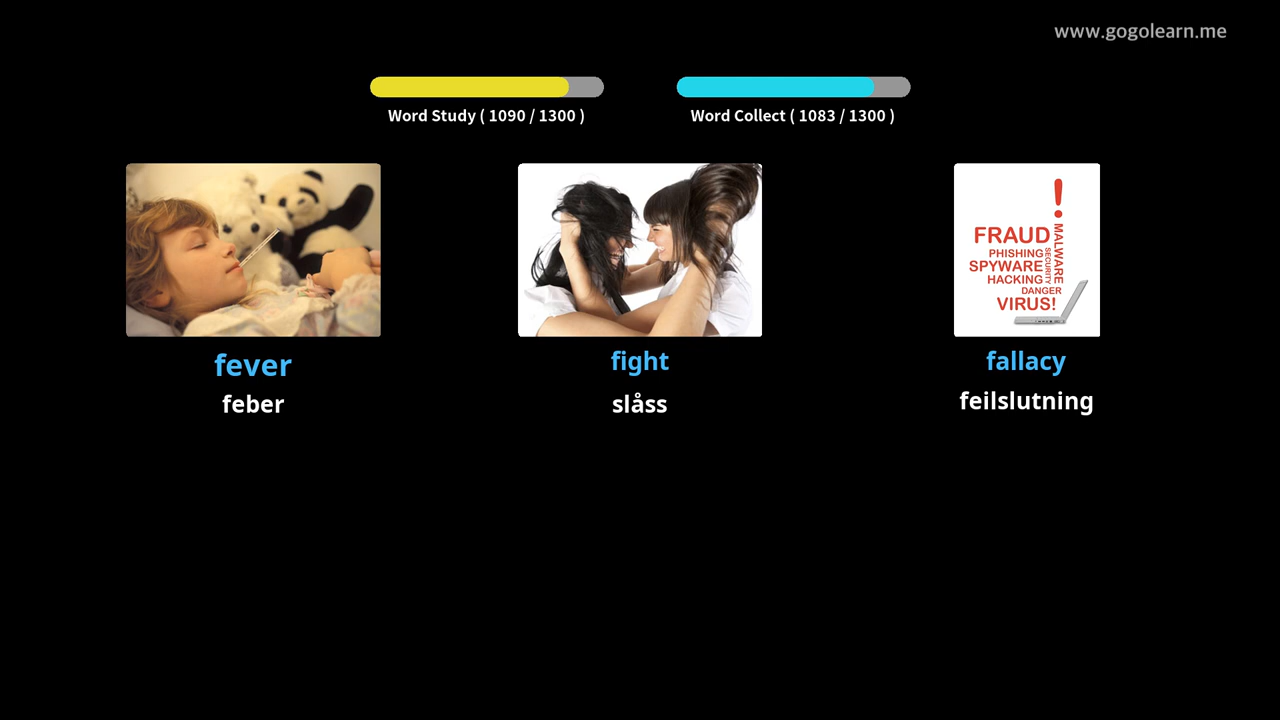 www.gogolearn.me
Word Study ( 1090 / 1300 )
Word Collect ( 1083 / 1300 )
!
FRAUD
MALWARE
PHISHING
SECURITY
SPYWARE
HACKING
DANGER
VIRUS!
fever
fight
fallacy
feber
slåss
feilslutning